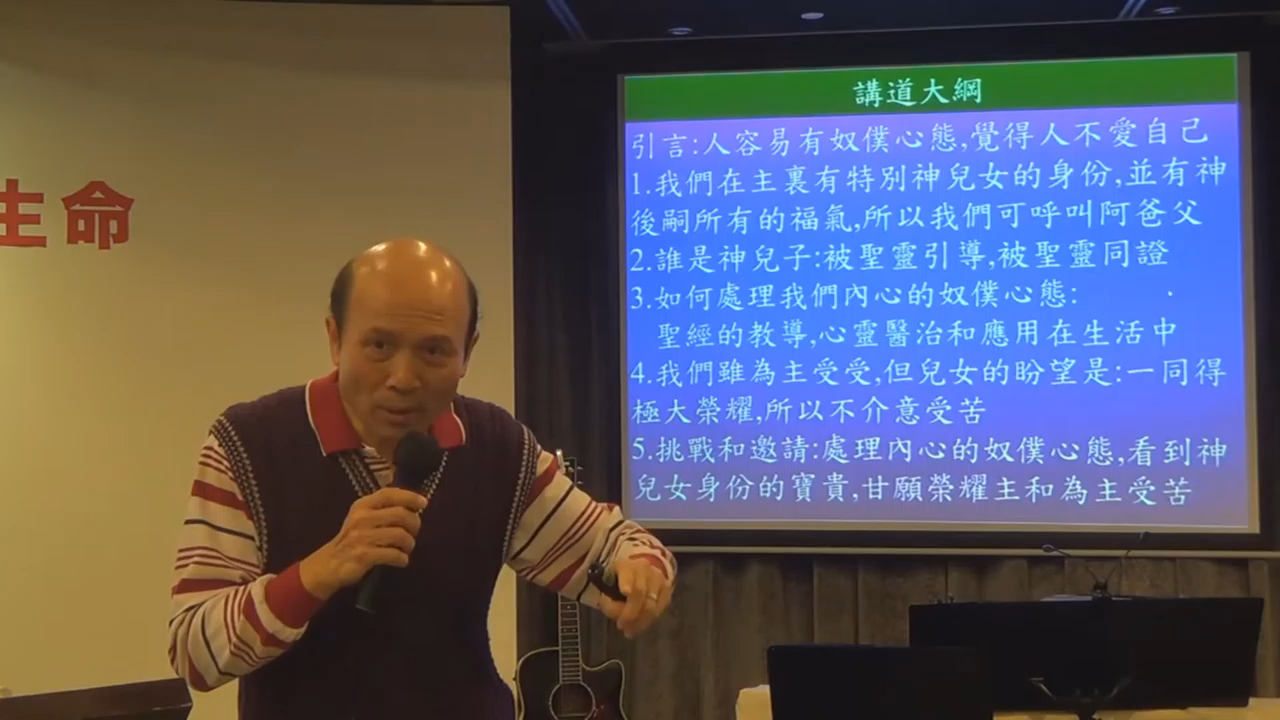 生命
講道大綱
引言:人容易有奴僕心態,覺得人不愛自己
1.我們在主裏有特別神兒女的身份,並有神
後嗣所有的福氣,所以我們可呼叫阿爸父
2.誰是神兒子:被聖靈引導,被聖靈同證
3.如何處理我們內心的奴僕心態:
聖經的教導,心靈醫治和應用在生活中
4.我們雖為主受受,但兒女的盼望是:一同得
極大榮耀,所以不介意受苦
5.挑戰和邀請:處理內心的奴僕心態,看到神
兒女身份的寶貴,甘願榮耀主和為主受苦